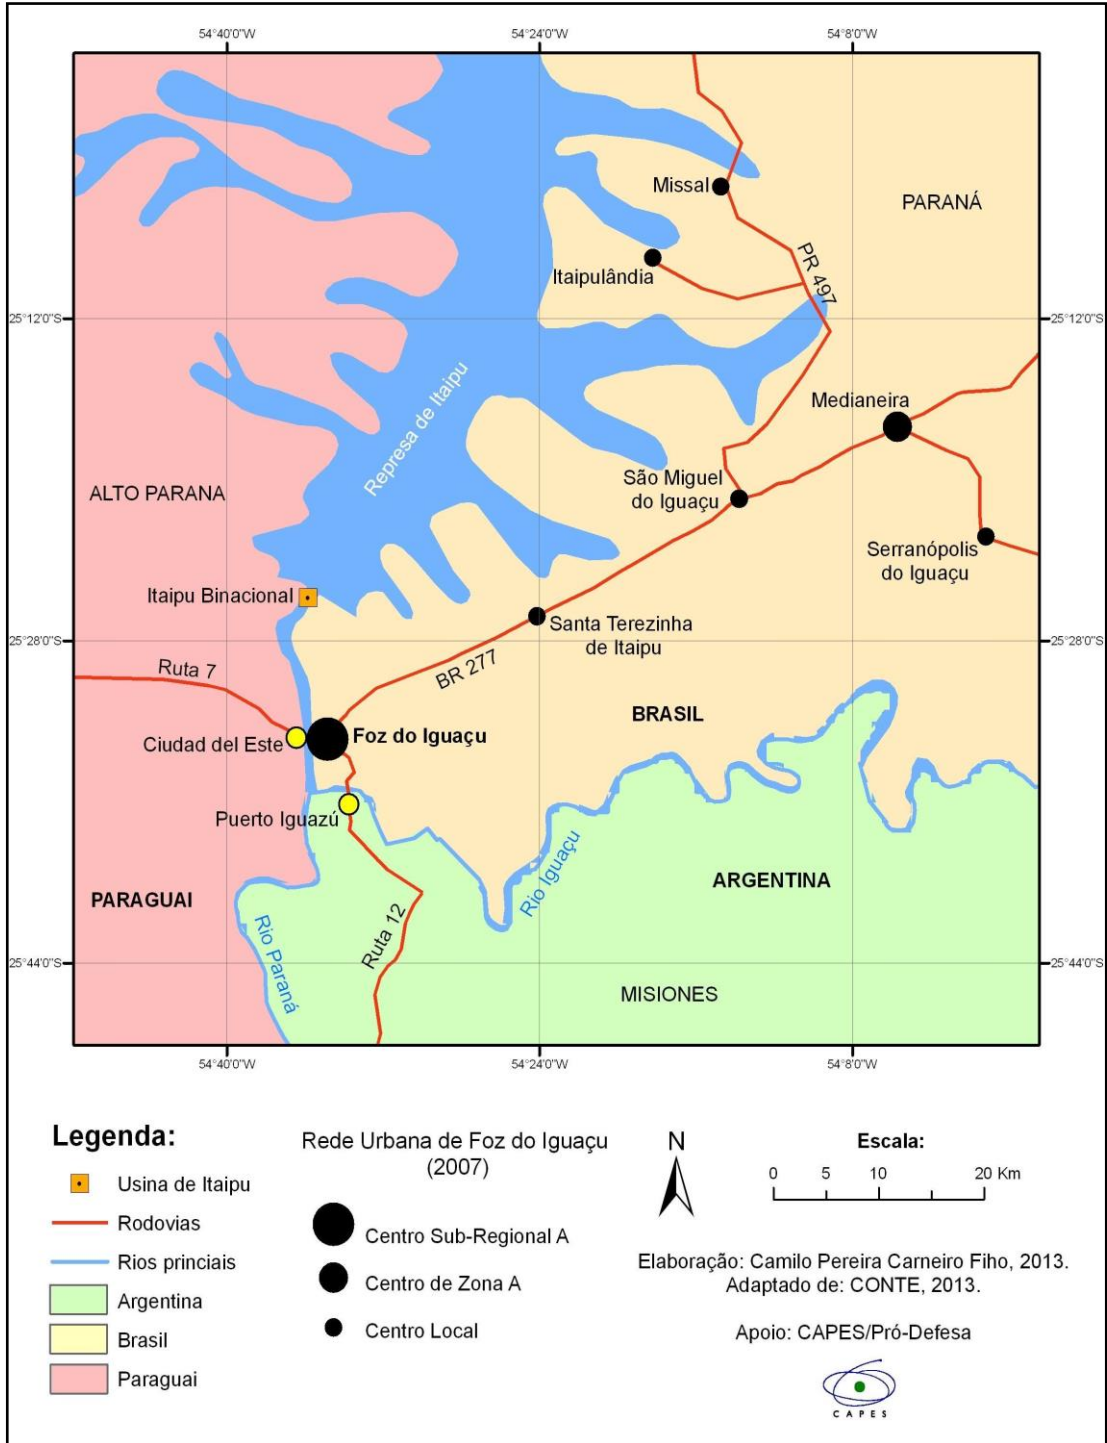 54°40'0"W
54°24'0"W
54°8'0"W
Missal
PARANÁ
Itaipulândia
PR 497
25°12'0"S
25°12'0"S
Represa de Itaipu
Medianeira
ALTO PARANA
São Miguel
do Iguaçu
Serranópolis
do Iguaçu
Itaipu Binacional
Santa Terezinha
de Itaipu
25°28'0"S
25°28'0"S
Ruta 7
BR 277
BRASIL
Ciudad del Este
Foz do Iguaçu
Puerto Iguazú
Rio Iguaçu
ARGENTINA
PARAGUAI
Rio Paraná
Ruta 12
25°44'0"S
25°44'0"S
MISIONES
54°40'0"W
54°24'0"W
54°8'0"W
Legenda:
Usina de Itaipu
Rodovias
Rios princiais
Argentina
Brasil
Paraguai
Rede Urbana de Foz do Iguaçu
(2007)
Centro Sub-Regional A
Centro de Zona A
Centro Local
N
Escala:
0 5 10 20 Km
Elaboração: Camilo Pereira Carneiro Fiho, 2013.
Adaptado de: CONTE, 2013.
Apoio: CAPES/Pró-Defesa
CAPES